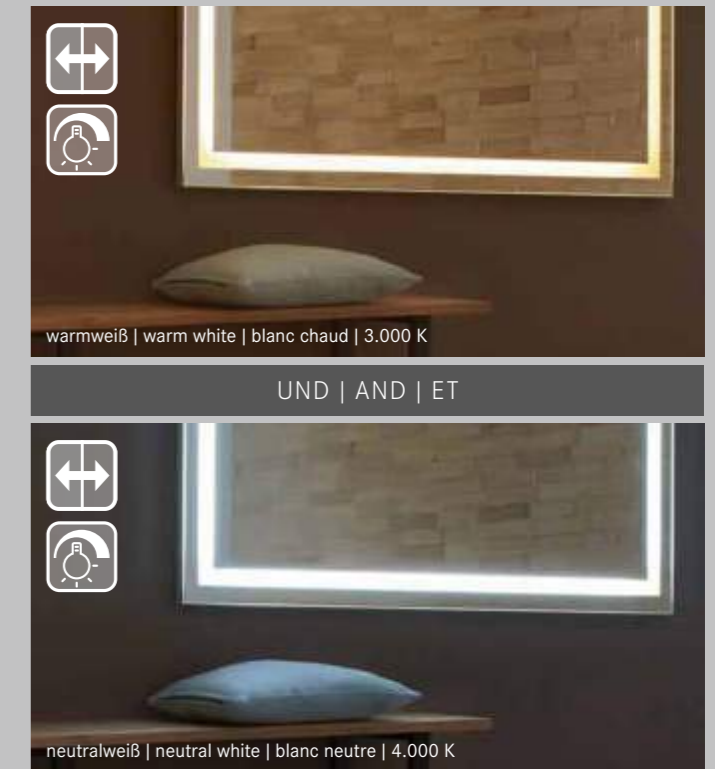 warmweiß | warm white | blanc chaud | 3.000 K
UND | AND | ET
neutralweiß | neutral white | blanc neutre | 4.000 K